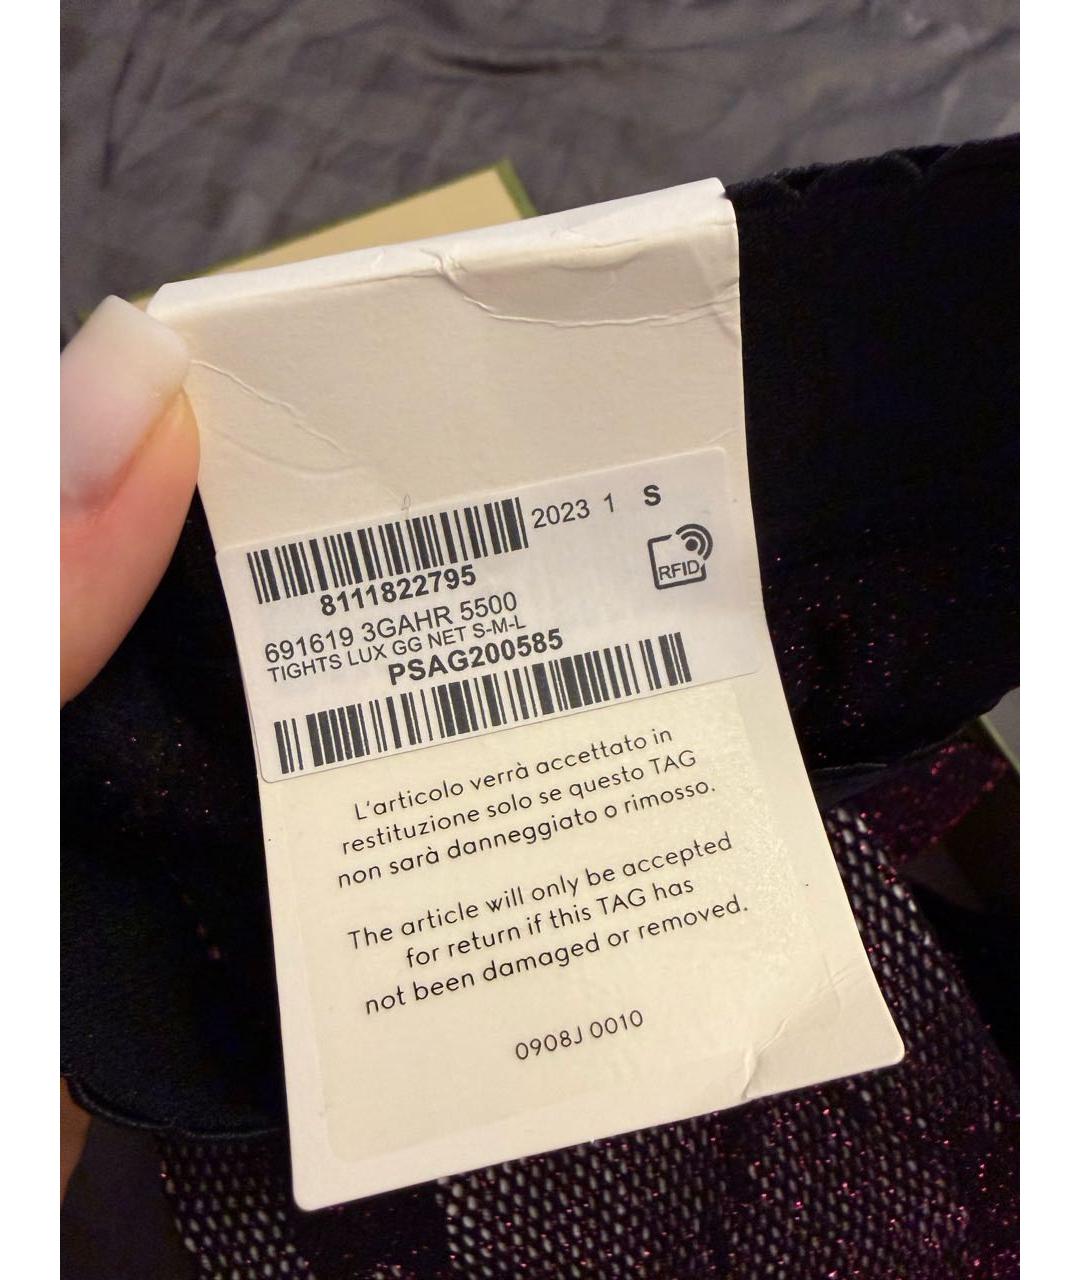 2023 1 S
8111822795
RFID
691619 3GAHR 5500
TIGHTS LUX GG NET S-M-L
PSAG200585
L'articolo verrà accettato in
restituzione solo se questo TAG
non sarà danneggiato o rimosso.
The article will only be accepted
for return if this TAG has
not been damaged or removed.
0908J 0010